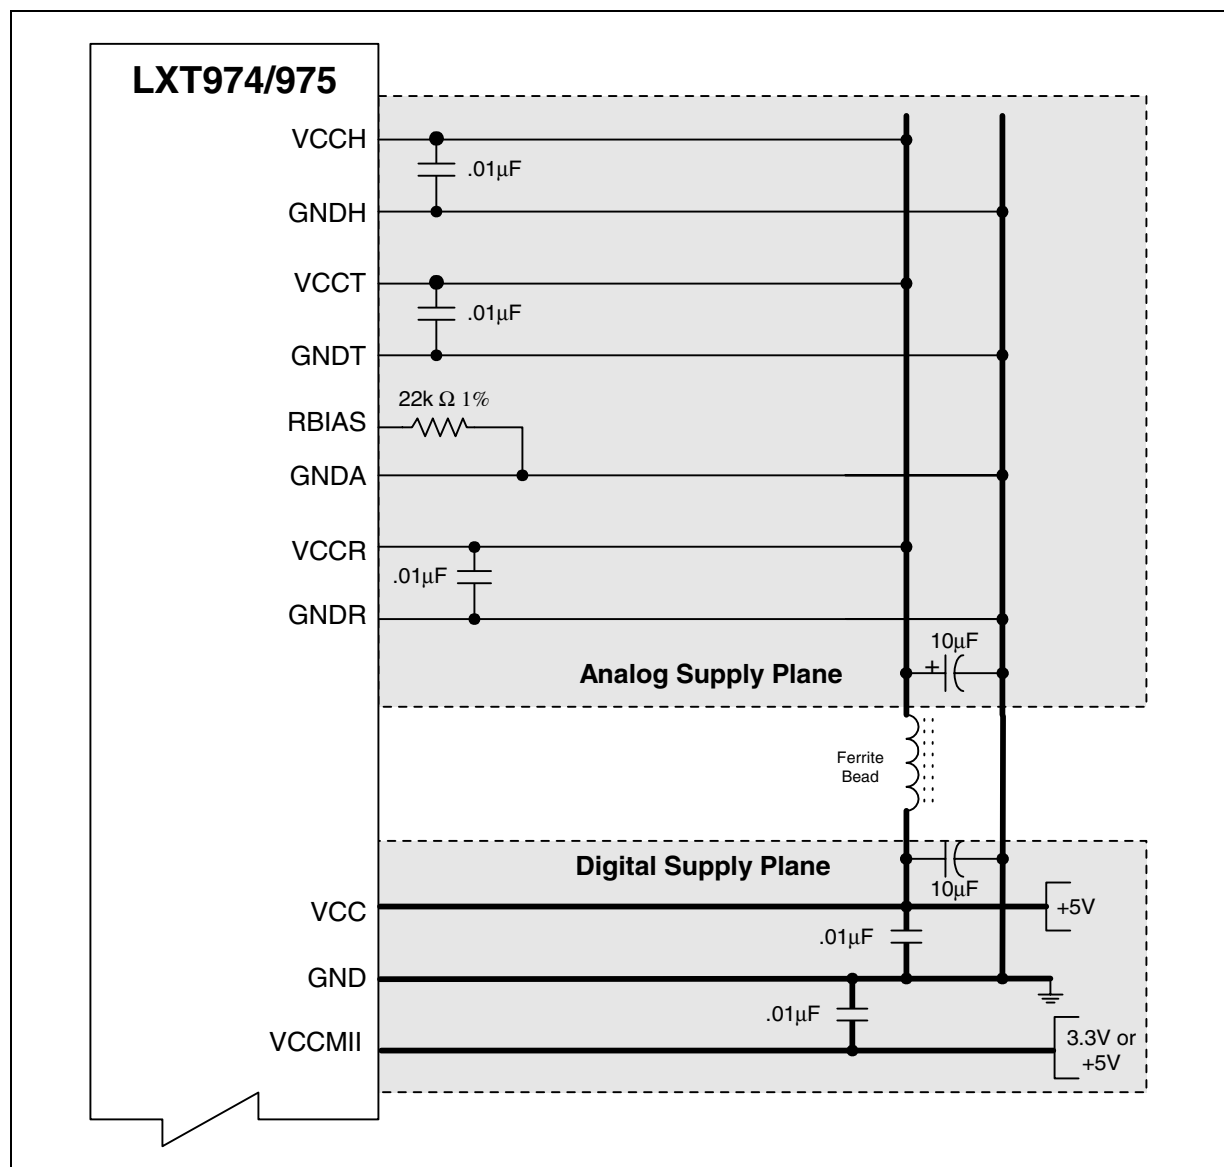 LXT974/975
VCCH
.01µF
GNDH
VCCT
.01µF
GNDT
22k Ω 1%
RBIAS
GNDA
VCCR
.01µF
GNDR
10µF
+
Analog Supply Plane
Ferrite
Bead
Digital Supply Plane
10µF
VCC
+5V
.01µF
GND
.01µF
VCCMII
3.3V or
+5V